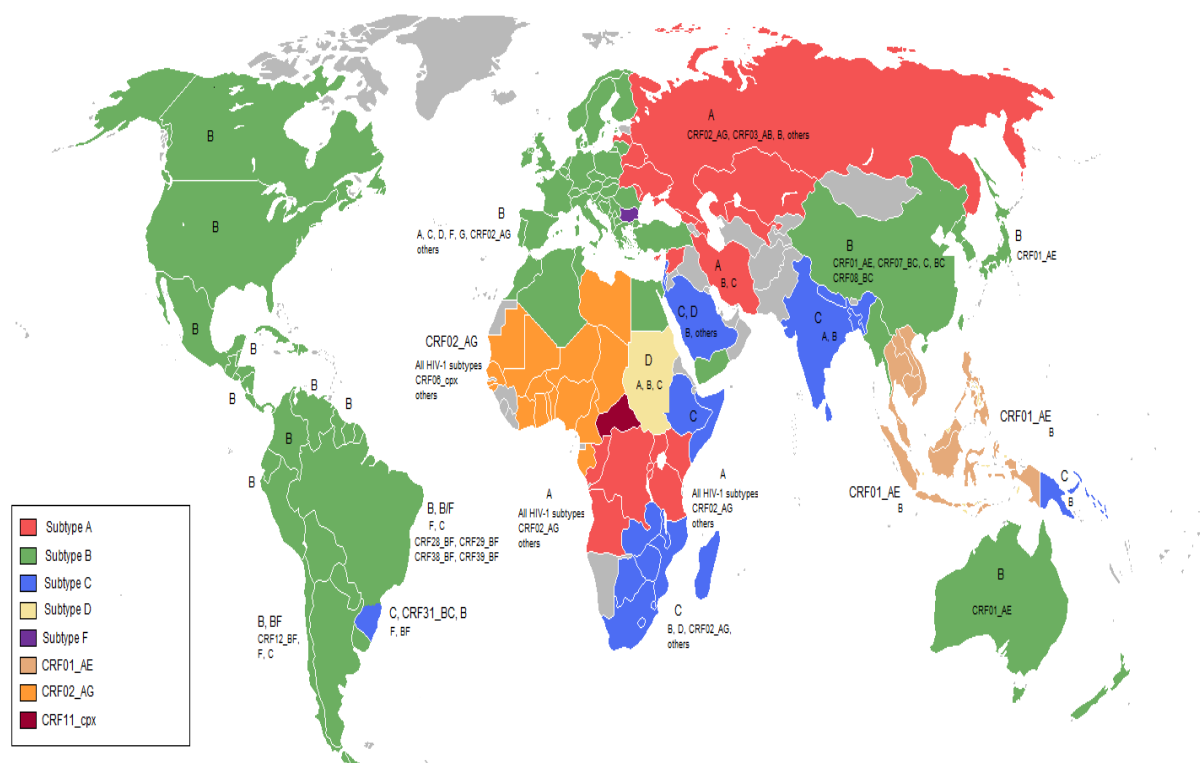 B
B
B
B
B
B
B
B
B
B, B/F
F, C
CRF28_BF, CRF29_BF
CRF38_BF, CRF39_BF
C, CRF31_BC, B
F, BF
B, BF
CRF12_BF,
F, C
B
A, C, D, F, G, CRF02_AG
others
A
CRF02_AG, CRF03_AB, B, others
B
CRF01_AE, CRF07_BC, C, BC
CRF08_BC
B
CRF01_AE
A
B, C
C, D
B, others
C
A, B
CRF02_AG
All HIV-1 subtypes
CRF06_cpx
others
D
A, B, C
C
A
All HIV-1 subtypes
CRF02_AG
others
A
All HIV-1 subtypes
CRF02_AG
others
C
B, D, CRF02_AG,
others
CRF01_AE
B
CRF01_AE
B
C
B
B
CRF01_AE
Subtype A
Subtype B
Subtype C
Subtype D
Subtype F
CRF01_AE
CRF02_AG
CRF11_cpx